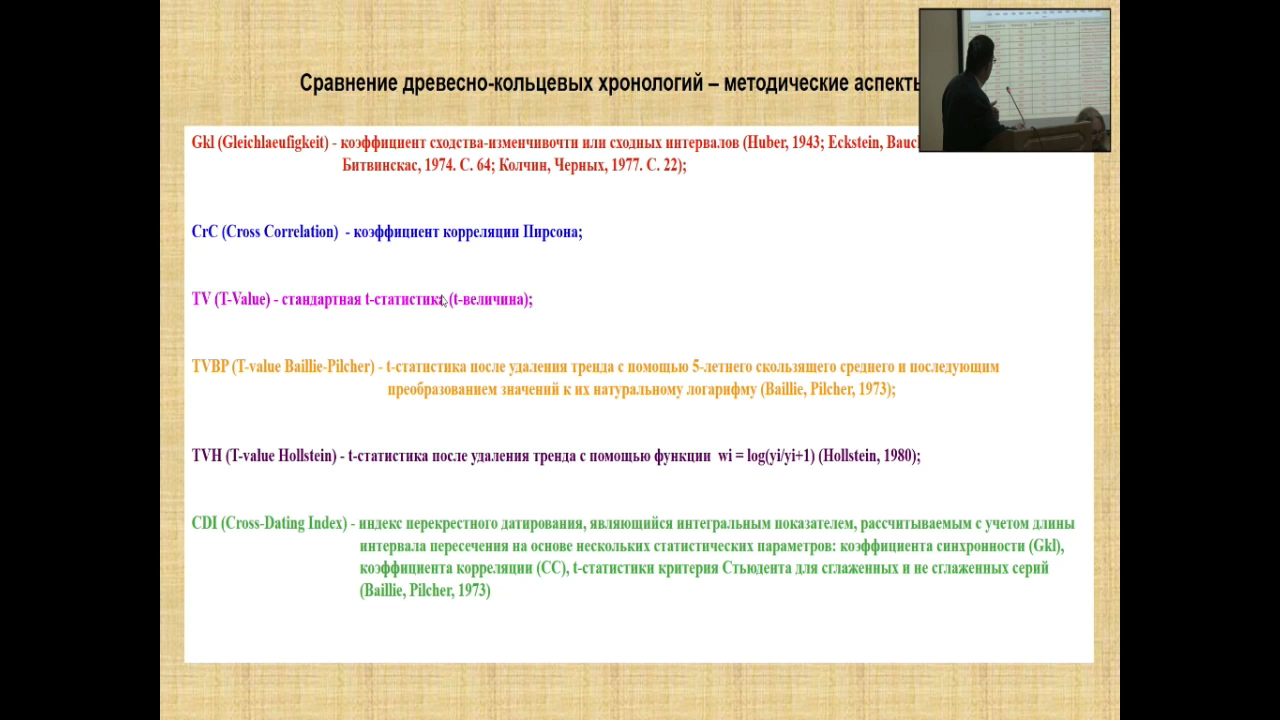 Сравнение древесно-кольцевых хронологий – методические аспекты
Gkl (Gleichlaeufigkeit) - коэффициент сходства-изменчивочти или сходных интервалов (Huber, 1943; Eckstein,
Битвинскас, 1974. С. 64; Колчин, Черных, 1977. С. 22);
CrC (Cross Correlation) - коэффициент корреляции Пирсона;
TV (T-Value) - стандартная t-статистика (t-величина);
TVBP (T-value Baillie-Pilcher) - t-статистика после удаления тренда с помощью 5-летнего скользящего среднего и последующим
преобразованием значений к их натуральному логарифму (Baillie, Pilcher, 1973);
TVH (T-value Hollstein) - t-статистика после удаления тренда с помощью функции wi = log(yi/yi+1) (Hollstein, 1980);
CDI (Cross-Dating Index) - индекс перекрестного датирования, являющийся интегральным показателем, рассчитываемым с учетом длины
интервала пересечения на основе нескольких статистических параметров: коэффициента синхронности (Gkl),
коэффициента корреляции (CC), t-статистики критерия Стьюдента для сглаженных и не сглаженных серий
(Baillie, Pilcher, 1973)